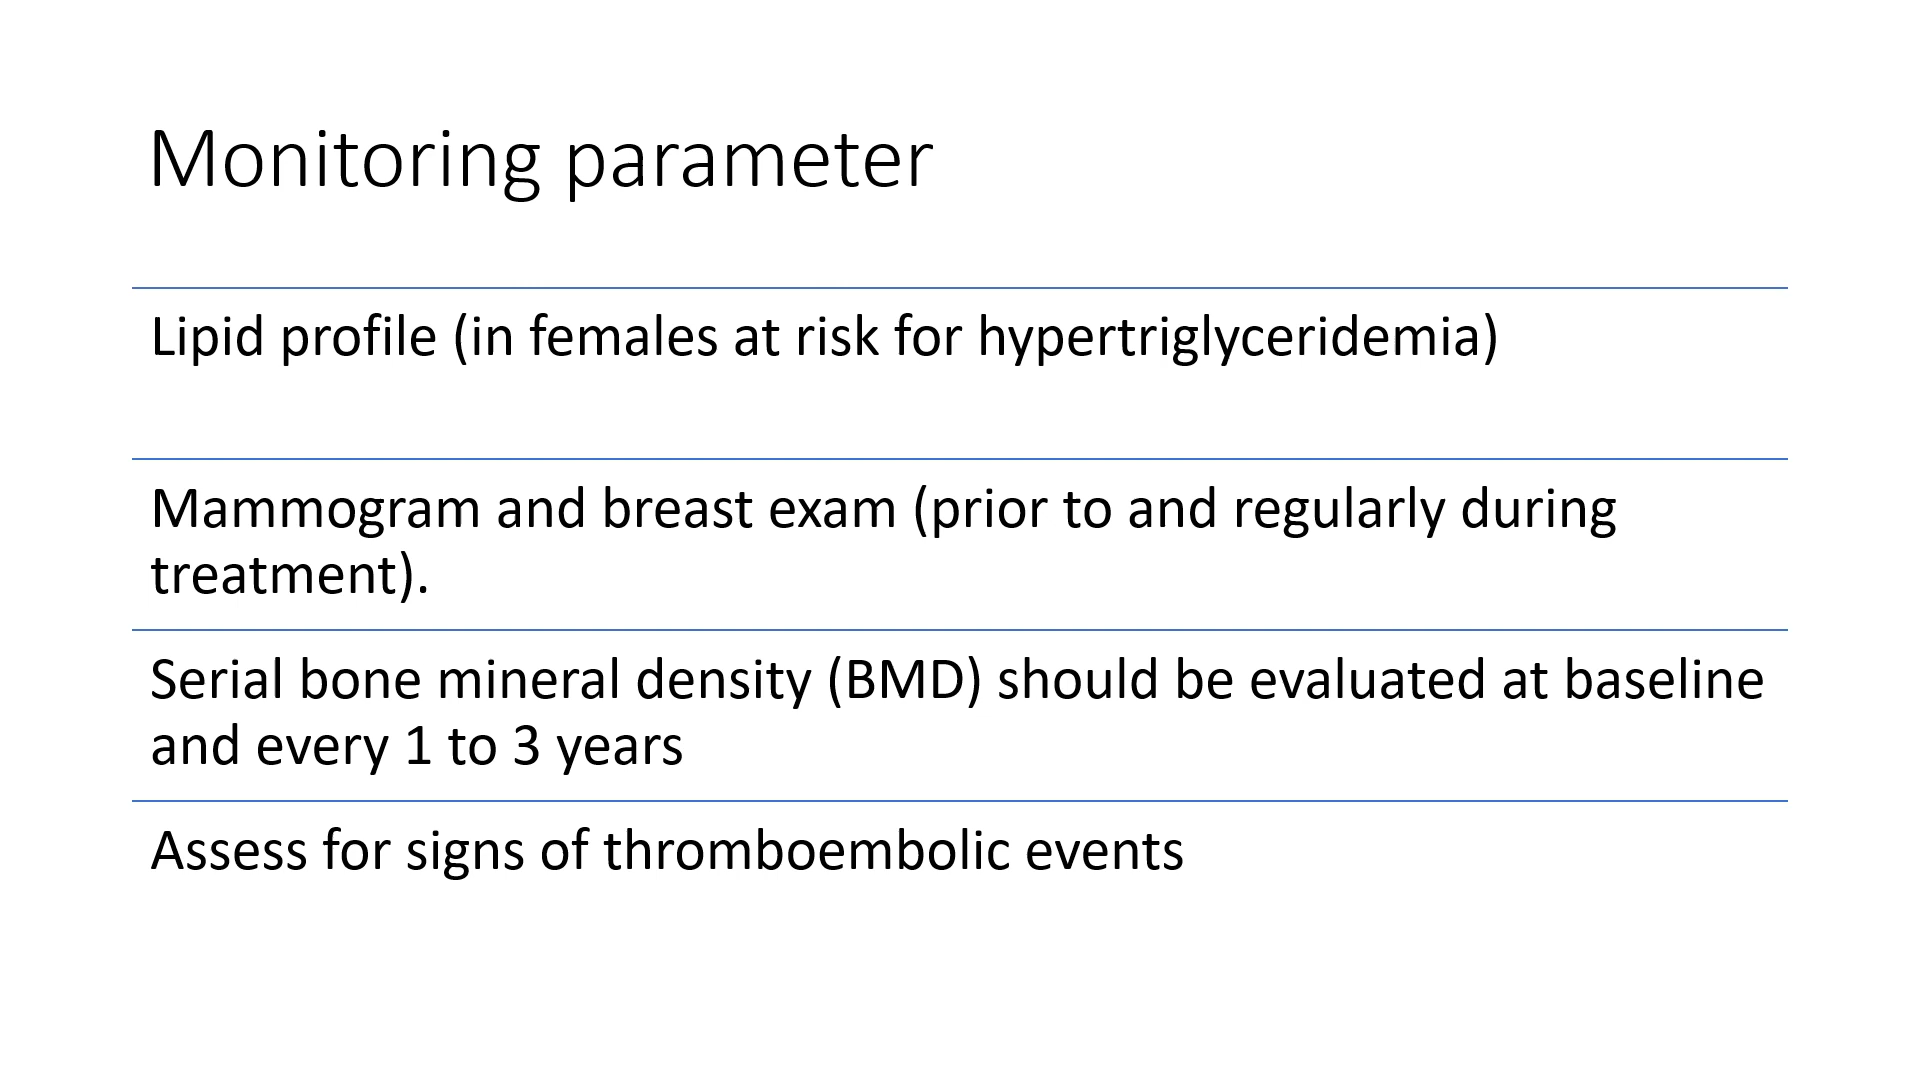 Monitoring parameter
Lipid profile (in females at risk for hypertriglyceridemia)
Mammogram and breast exam (prior to and regularly during
treatment).
Serial bone mineral density (BMD) should be evaluated at baseline
and every 1 to 3 years
Assess for signs of thromboembolic events